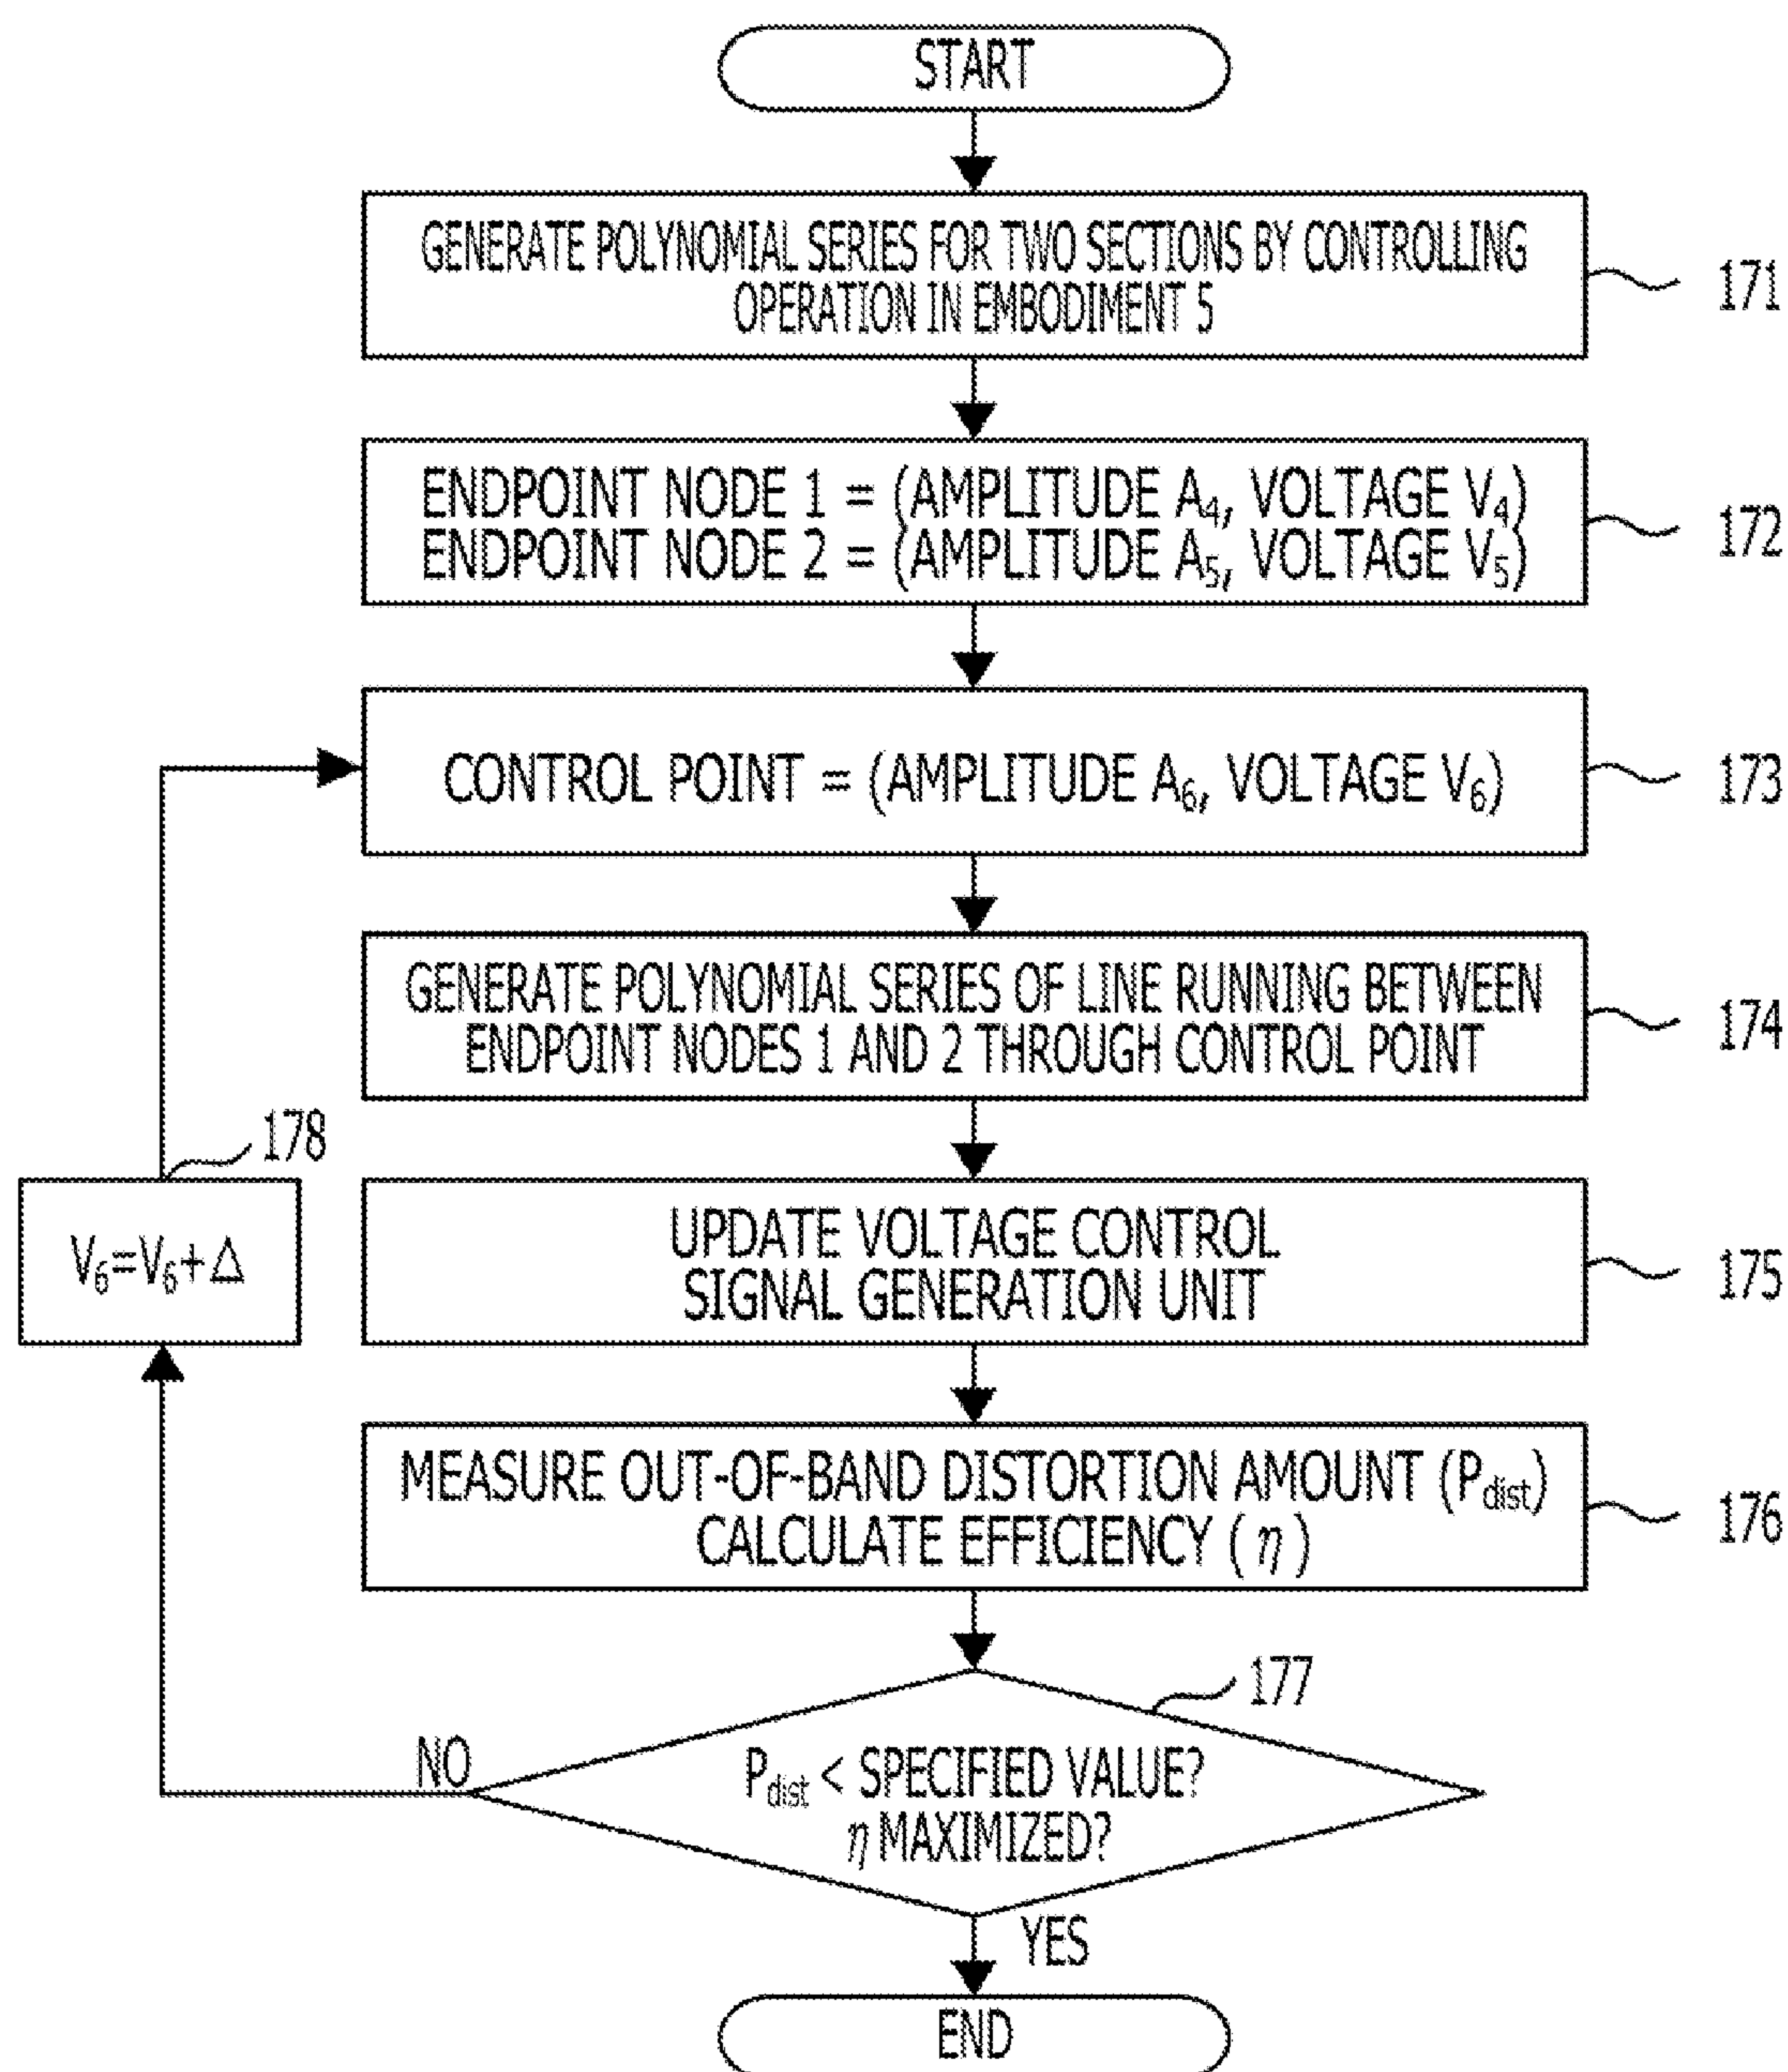 START
GENERATE POLYNOMIAL SERIES FOR TWO SECTIONS BY CONTROLLING
OPERATION IN EMBODIMENT 5
171
ENDPOINT NODE 1 = (AMPLITUDE A4, VOLTAGE V4)
ENDPOINT NODE 2 = (AMPLITUDE A5, VOLTAGE V5)
172
CONTROL POINT = (AMPLITUDE A6, VOLTAGE V6)
173
GENERATE POLYNOMIAL SERIES OF LINE RUNNING BETWEEN
ENDPOINT NODES 1 AND 2 THROUGH CONTROL POINT
174
178
V6=V6+Δ
UPDATE VOLTAGE CONTROL
SIGNAL GENERATION UNIT
175
MEASURE OUT-OF-BAND DISTORTION AMOUNT (Pdist)
CALCULATE EFFICIENCY (η)
176
177
NO
Pdist < SPECIFIED VALUE?
η MAXIMIZED?
YES
END